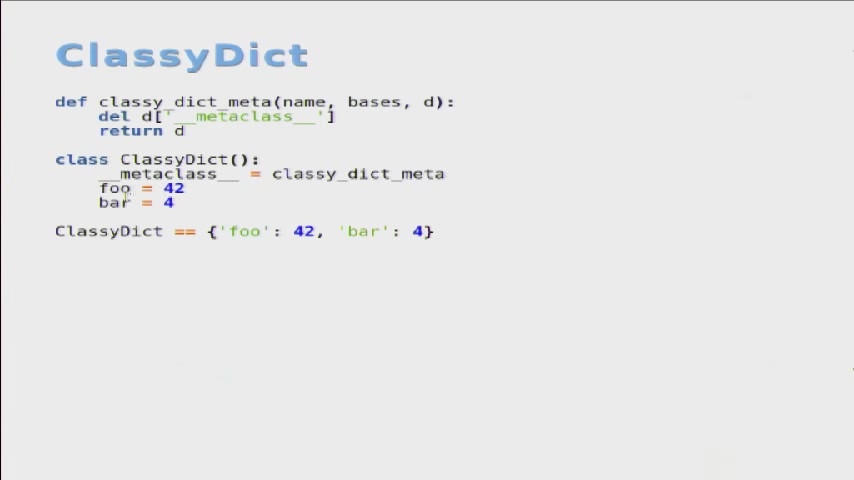 ClassyDict
def classy_dict_meta(name, bases, d):
    del d['__metaclass__']
    return d
class ClassyDict():
    __metaclass__ = classy_dict_meta
    foo = 42
    bar = 4
ClassyDict == {'foo': 42, 'bar': 4}